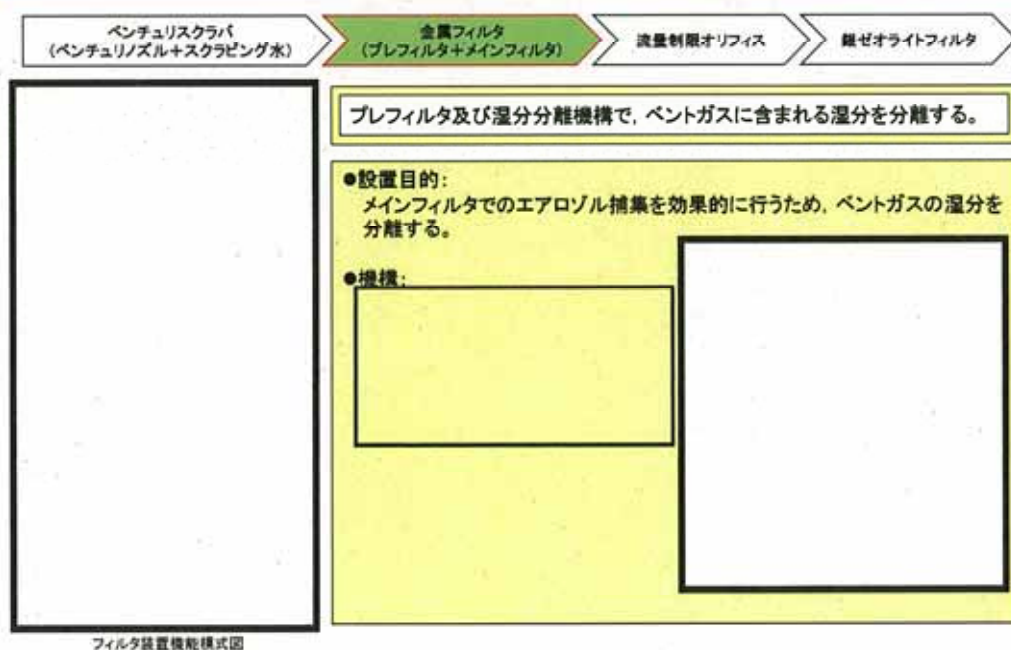 ベンチュリスクラバ
(ベンチュリノズル+スクラビング水)
金属フィルタ
(プレフィルタ+メインフィルタ)
流量制限オリフィス
銀ゼオライトフィルタ
プレフィルタ及び湿分分離機構で，ベントガスに含まれる湿分を分離する。
●設置目的:
メインフィルタでのエアロゾル捕集を効果的に行うため，ベントガスの湿分を
分離する。
●機構:
フィルタ装置機能模式図